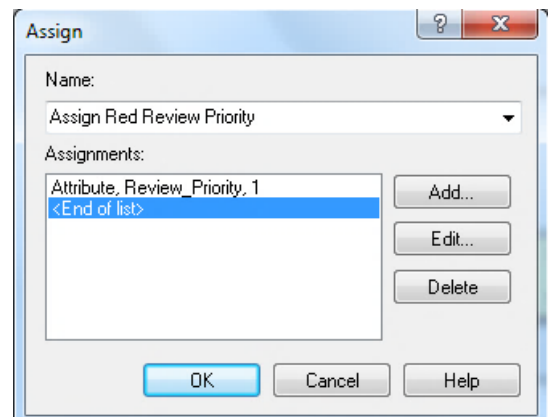 Assign
?
Name:
Assign Red Review Priority
Assignments:
Attribute, Review_Priority, 1
<End of list>
Add...
Edit...
Delete
OK
Cancel
Help